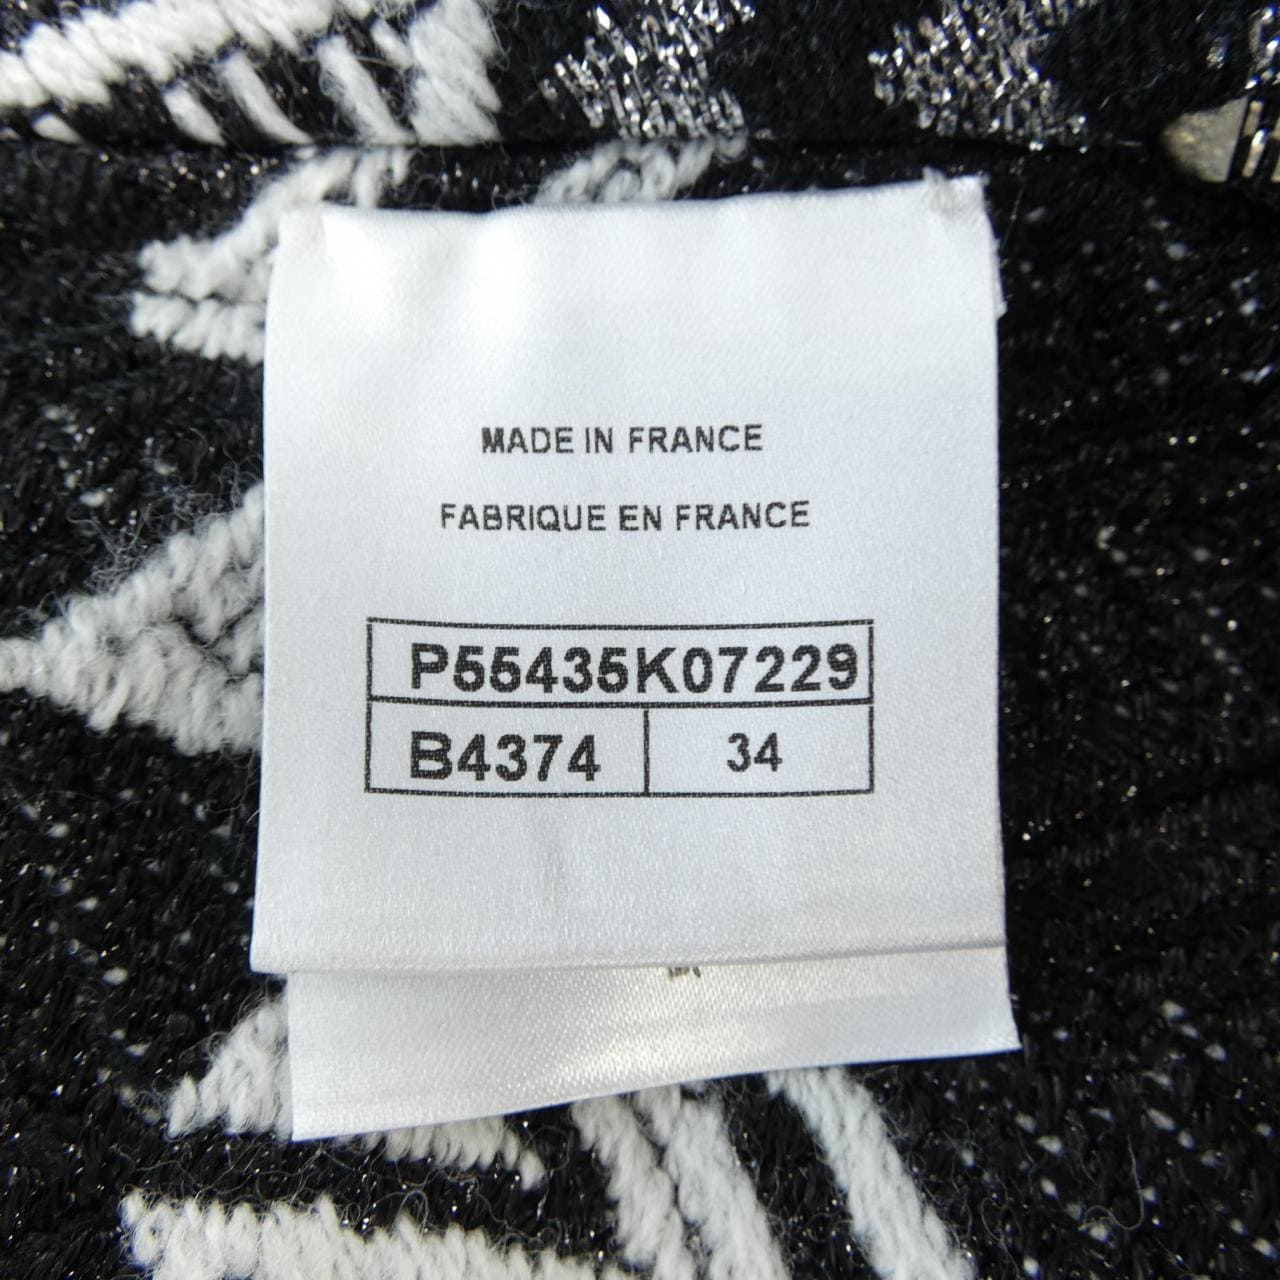 MADE IN FRANCE
FABRIQUE EN FRANCE
P55435K07229
B4374 34